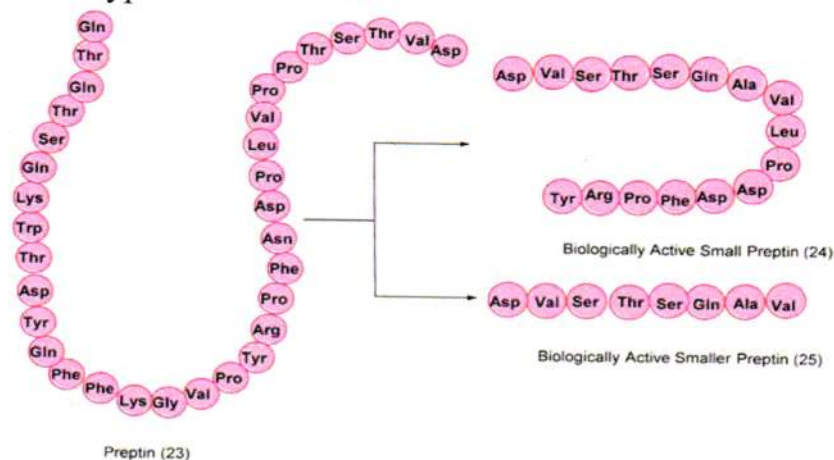 Gln
Thr
Gln
Thr
Ser
Gln
Lys
Trp
Thr
Asp
Tyr
Gln
Phe
Phe
Lys
Gly
Val
Pro
Tyr
Arg
Pro
Phe
Asn
Asp
Pro
Leu
Val
Pro
Pro
Thr
Ser
Thr
Val
Asp
Preptin (23)
Asp Val Ser Thr Ser Gln Ala Val
Leu
Pro
Tyr Arg Pro Phe Asp Asp
Biologically Active Small Preptin (24)
Asp Val Ser Thr Ser Gln Ala Val
Biologically Active Smaller Preptin (25)